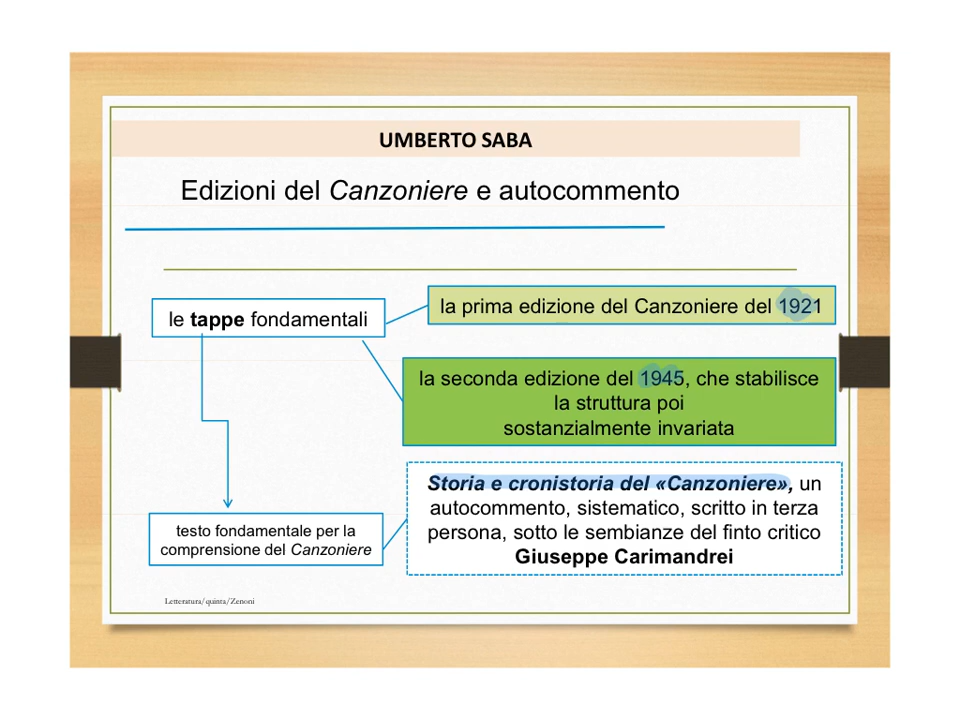 UMBERTO SABA
Edizioni del Canzoniere e autocommento
le tappe fondamentali
la prima edizione del Canzoniere del 1921
la seconda edizione del 1945, che stabilisce
la struttura poi
sostanzialmente invariata
testo fondamentale per la
comprensione del Canzoniere
Storia e cronistoria del «Canzoniere», un
autocommento, sistematico, scritto in terza
persona, sotto le sembianze del finto critico
Giuseppe Carimandrei
Letteratura/quinta/Zenoni